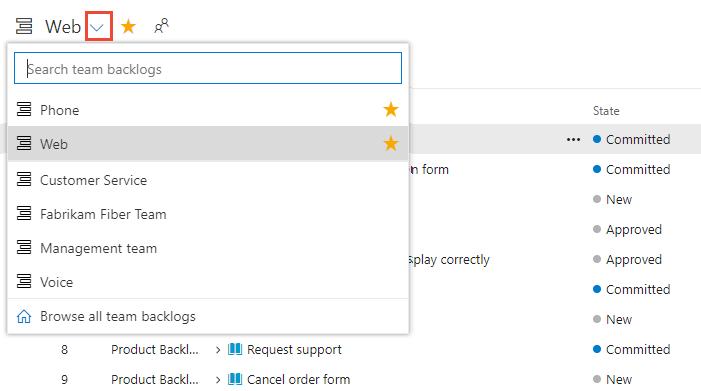 Web
Search team backlogs
Phone
State
Web
... Committed
n form Committed
Customer Service
New
Fabrikam Fiber Team
Approved
Management team
splay correctly Approved
Voice
Committed
Browse all team backlogs
New
8 Product Backl... > Request support Committed
9 Product Backl... > Cancel order form New